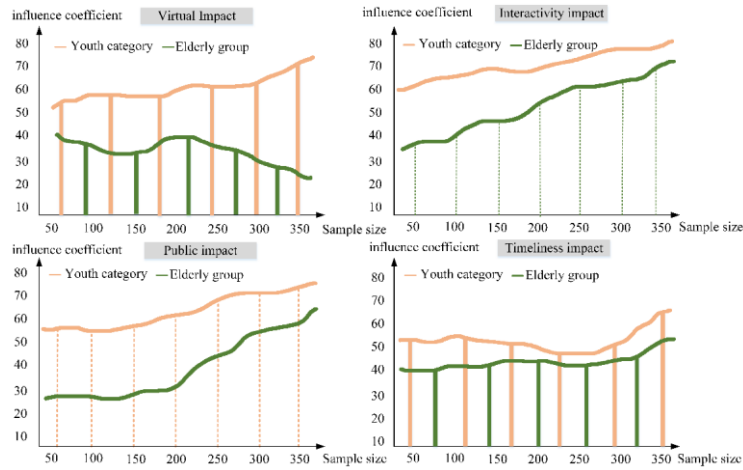 influence coefficient Virtual Impact
Youth category Elderly group
80
70
60
50
40
30
20
10
50 100 150 200 250 300 350 Sample size
influence coefficient Interactivity impact
Youth category Elderly group
80
70
60
50
40
30
20
10
50 100 150 200 250 300 350 Sample size
influence coefficient Public impact
Youth category Elderly group
80
70
60
50
40
30
20
10
50 100 150 200 250 300 350 Sample size
influence coefficient Timeliness impact
Youth category Elderly group
80
70
60
50
40
30
20
10
50 100 150 200 250 300 350 Sample size